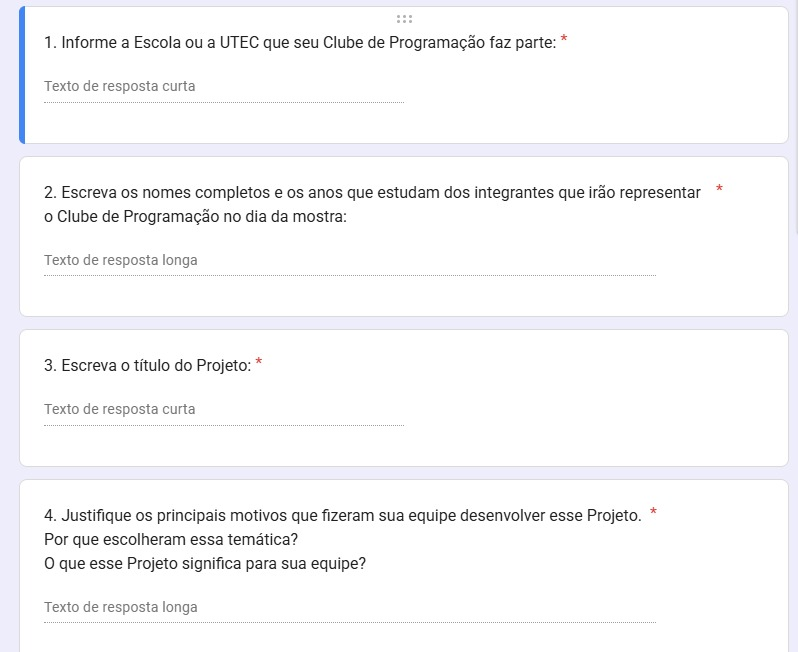 1. Informe a Escola ou a UTEC que seu Clube de Programação faz parte: *
Texto de resposta curta
2. Escreva os nomes completos e os anos que estudam dos integrantes que irão representar *
o Clube de Programação no dia da mostra:
Texto de resposta longa
3. Escreva o título do Projeto: *
Texto de resposta curta
4. Justifique os principais motivos que fizeram sua equipe desenvolver esse Projeto. *
Por que escolheram essa temática?
O que esse Projeto significa para sua equipe?
Texto de resposta longa